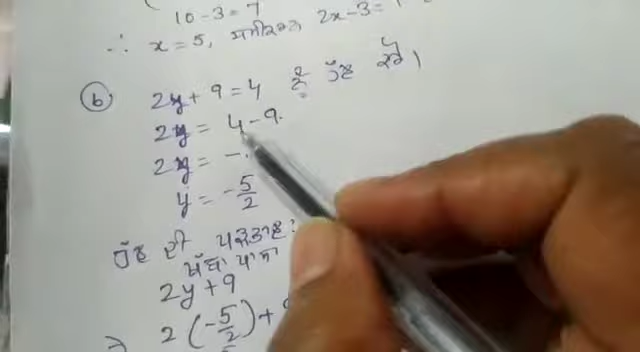 10 - 3 = 7
∴ x = 5, ਸਮੀਕਰਣ 2x - 3 =
(b) 2y + 9 = 4 ਨੂੰ ਹੱਲ ਕਰੋ।
2y = 4 - 9
2y = -
y = -5/2
ਹੱਲ ਦੀ ਪੜਤਾਲ:
ਖੱਬਾ ਪਾਸਾ
2y + 9
2(-5/2) +